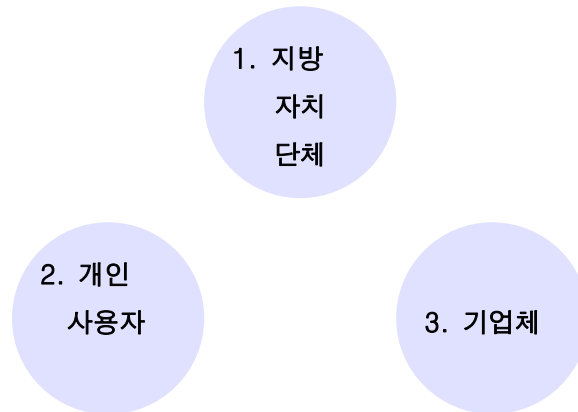 1. 지방
자치
단체
2. 개인
사용자
3. 기업체